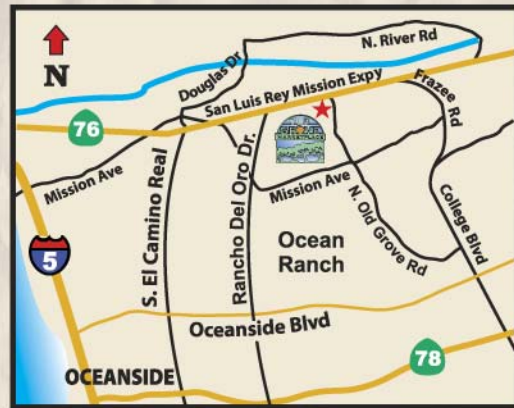 N. River Rd
N
Douglas Dr
San Luis Rey Mission Expy
Frazee Rd
76
GROVE
Mission Ave
Mission Ave
5
S. El Camino Real
Rancho Del Oro Dr.
N. Old Grove Rd
College Blvd
Ocean
Ranch
Oceanside Blvd
78
OCEANSIDE